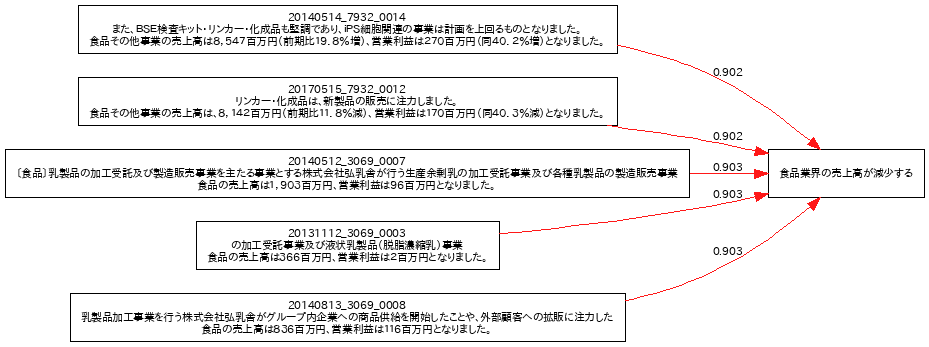 20140514_7932_0014
また、BSE検査キット・リンカー・化成品も堅調であり、iPS細胞関連の事業は計画を上回るものとなりました。
食品その他事業の売上高は8,547百万円(前期比19.8%増)、営業利益は270百万円(同40.2%増)となりました。
0.902
20170515_7932_0012
リンカー・化成品は、新製品の販売に注力しました。
食品その他事業の売上高は、8,142百万円(前期比11.8%減)、営業利益は170百万円(同40.3%減)となりました。
0.902
20140512_3069_0007
〔食品〕乳製品の加工受託及び製造販売事業を主たる事業とする株式会社弘乳舎が行う生産余剰乳の加工受託事業及び各種乳製品の製造販売事業
食品の売上高は1,903百万円、営業利益は96百万円となりました。
0.903
食品業界の売上高が減少する
0.903
20131112_3069_0003
の加工受託事業及び液状乳製品(脱脂濃縮乳)事業
食品の売上高は366百万円、営業利益は2百万円となりました。
0.903
20140813_3069_0008
乳製品加工事業を行う株式会社弘乳舎がグループ内企業への商品供給を開始したことや、外部顧客への拡販に注力した
食品の売上高は836百万円、営業利益は116百万円となりました。